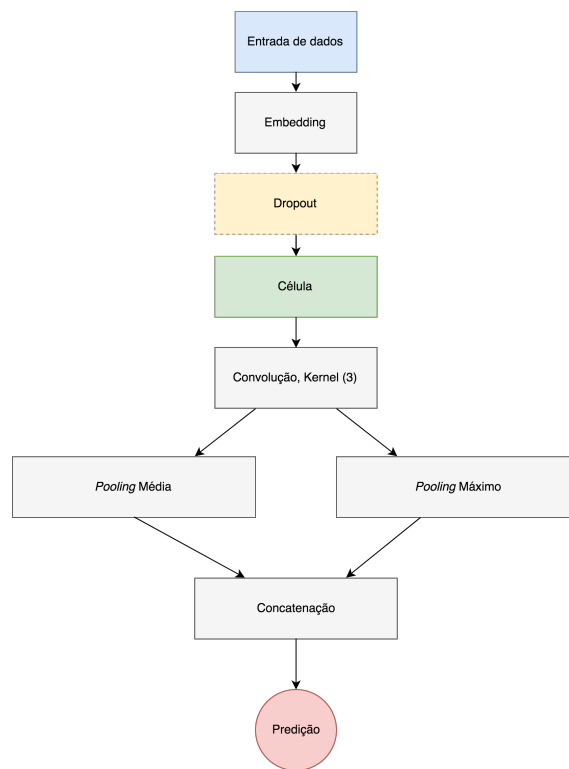 Entrada de dados
Embedding
Dropout
Célula
Convolução, Kernel (3)
Pooling Média
Pooling Máximo
Concatenação
Predição